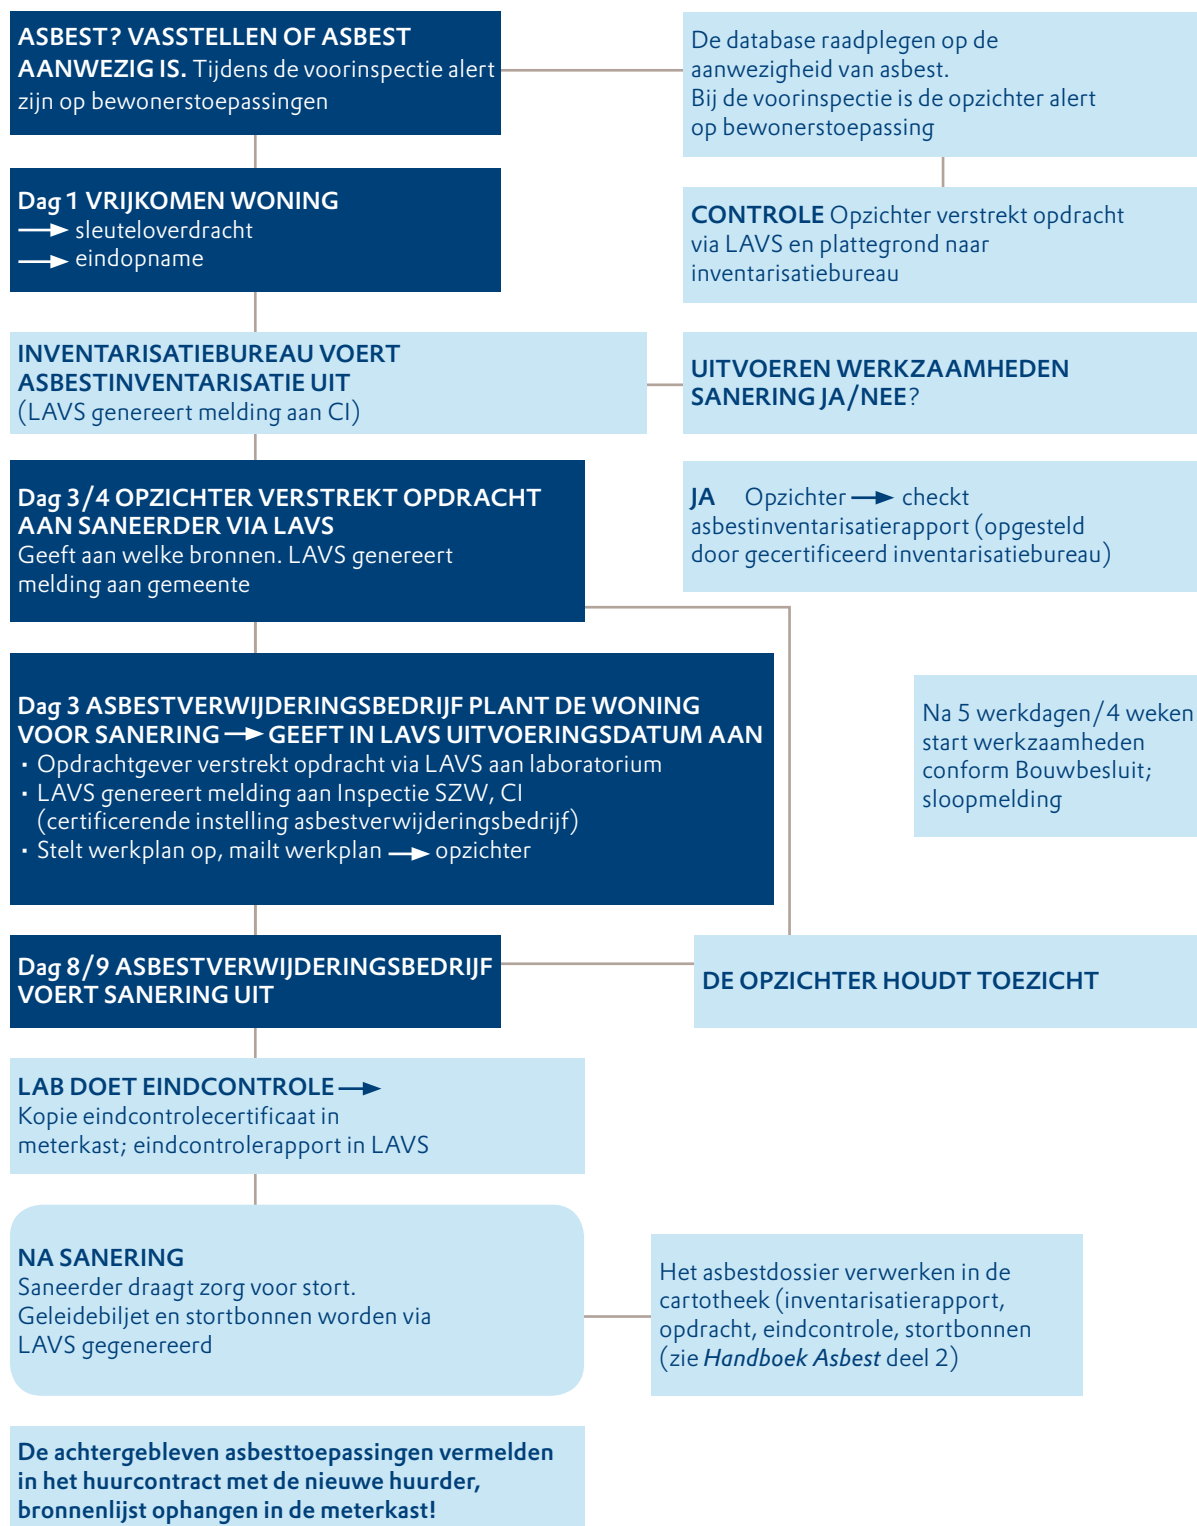 ASBEST? VASSTELLEN OF ASBEST
AANWEZIG IS. Tijdens de voorinspectie alert
zijn op bewonerstoepassingen
De database raadplegen op de
aanwezigheid van asbest.
Bij de voorinspectie is de opzichter alert
op bewonerstoepassing
Dag 1 VRIJKOMEN WONING
→ sleuteloverdracht
→ eindopname
CONTROLE Opzichter verstrekt opdracht
via LAVS en plattegrond naar
inventarisatiebureau
INVENTARISATIEBUREAU VOERT
ASBESTINVENTARISATIE UIT
(LAVS genereert melding aan CI)
UITVOEREN WERKZAAMHEDEN
SANERING JA/NEE?
Dag 3/4 OPZICHTER VERSTREKT OPDRACHT
AAN SANEERDER VIA LAVS
Geeft aan welke bronnen. LAVS genereert
melding aan gemeente
JA Opzichter → checkt
asbestinventarisatierapport (opgesteld
door gecertificeerd inventarisatiebureau)
Dag 3 ASBESTVERWIJDERINGSBEDRIJF PLANT DE WONING
VOOR SANERING → GEEFT IN LAVS UITVOERINGSDATUM AAN
· Opdrachtgever verstrekt opdracht via LAVS aan laboratorium
· LAVS genereert melding aan Inspectie SZW, CI
(certificerende instelling asbestverwijderingsbedrijf)
· Stelt werkplan op, mailt werkplan → opzichter
Na 5 werkdagen/4 weken
start werkzaamheden
conform Bouwbesluit;
sloopmelding
Dag 8/9 ASBESTVERWIJDERINGSBEDRIJF
VOERT SANERING UIT
DE OPZICHTER HOUDT TOEZICHT
LAB DOET EINDCONTROLE →
Kopie eindcontrolecertificaat in
meterkast; eindcontrolerapport in LAVS
NA SANERING
Saneerder draagt zorg voor stort.
Geleidebiljet en stortbonnen worden via
LAVS gegenereerd
Het asbestdossier verwerken in de
cartotheek (inventarisatierapport,
opdracht, eindcontrole, stortbonnen
(zie Handboek Asbest deel 2)
De achtergebleven asbesttoepassingen vermelden
in het huurcontract met de nieuwe huurder,
bronnenlijst ophangen in de meterkast!